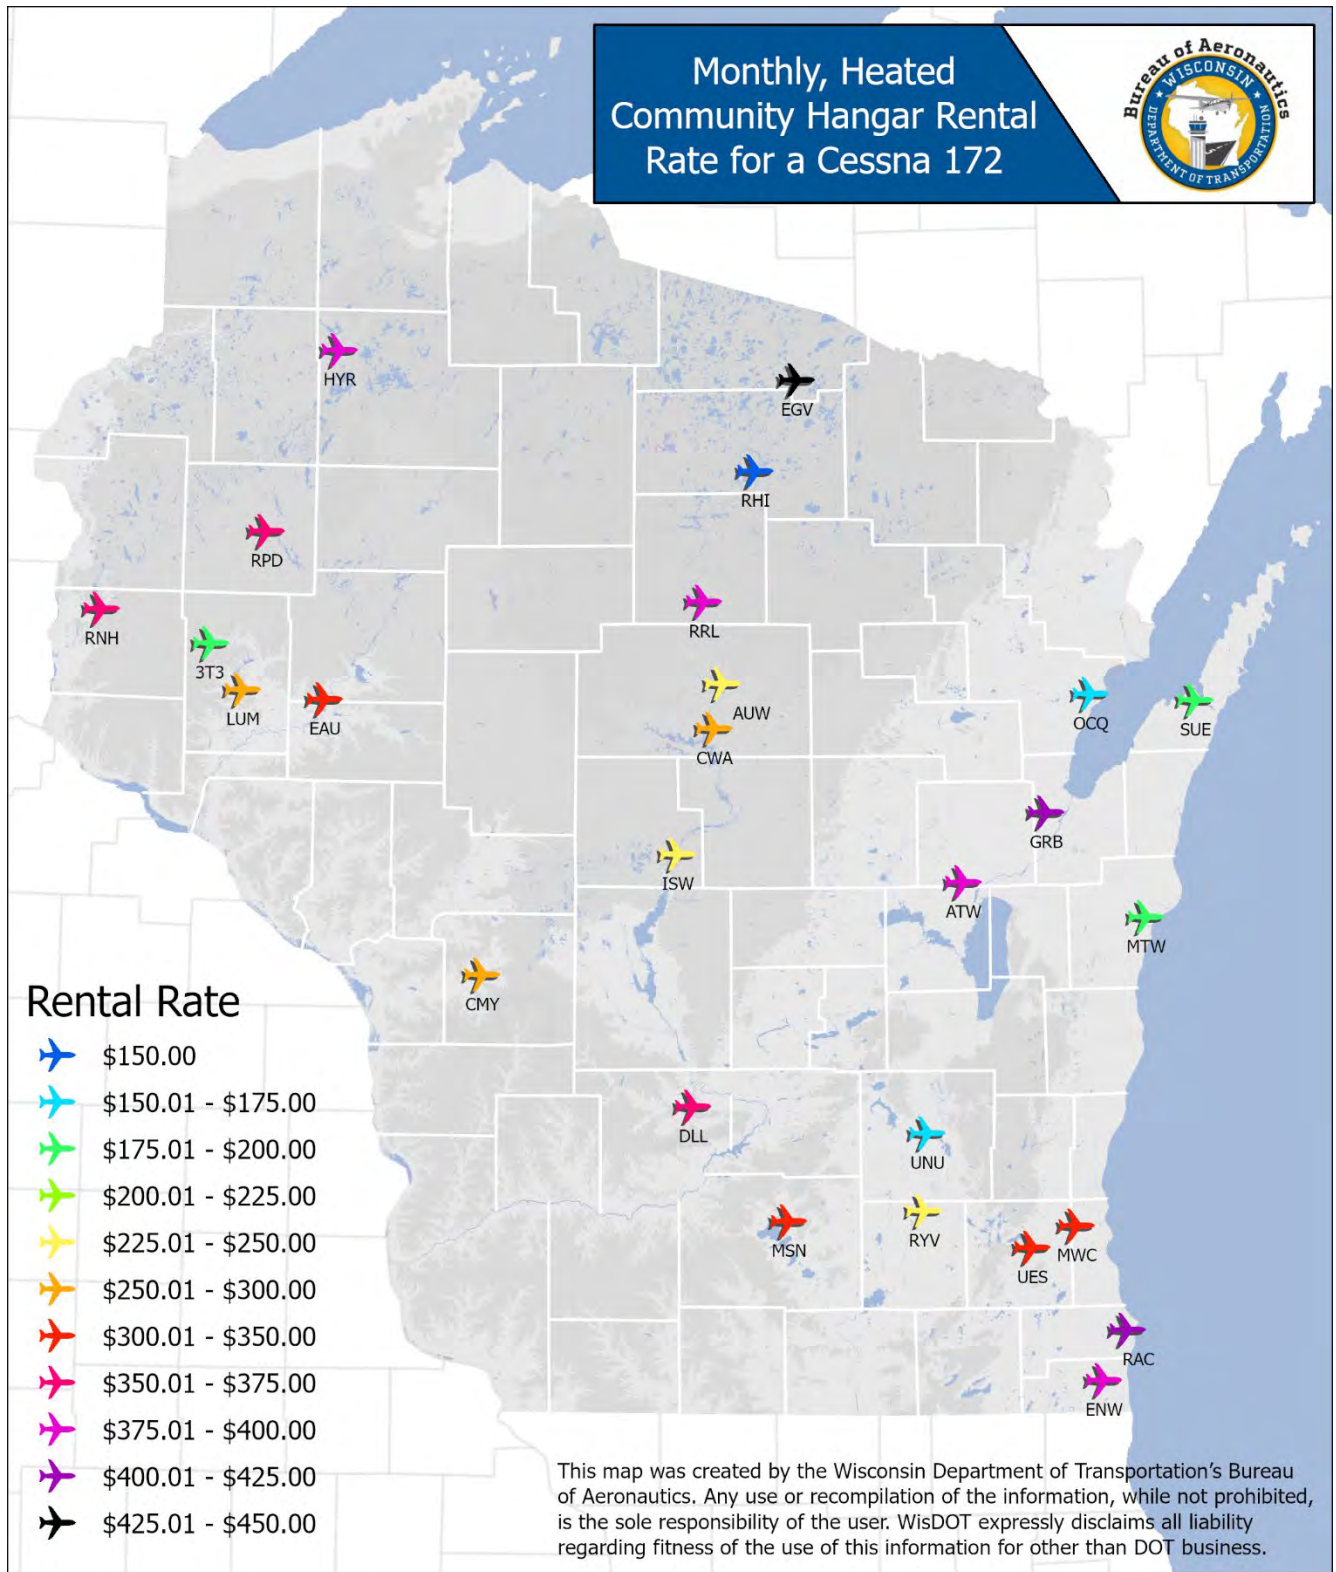 Monthly, Heated
Community Hangar Rental
Rate for a Cessna 172
Bureau of Aeronautics
WISCONSIN
DEPARTMENT OF TRANSPORTATION
HYR
EGV
RHI
RPD
RNH
RRL
3T3
LUM
EAU
AUW
CWA
OCQ
SUE
GRB
ISW
ATW
MTW
CMY
DLL
UNU
MSN
RYV
UES
MWC
RAC
ENW
Rental Rate
$150.00
$150.01 - $175.00
$175.01 - $200.00
$200.01 - $225.00
$225.01 - $250.00
$250.01 - $300.00
$300.01 - $350.00
$350.01 - $375.00
$375.01 - $400.00
$400.01 - $425.00
$425.01 - $450.00
This map was created by the Wisconsin Department of Transportation's Bureau
of Aeronautics. Any use or recompilation of the information, while not prohibited,
is the sole responsibility of the user. WisDOT expressly disclaims all liability
regarding fitness of the use of this information for other than DOT business.